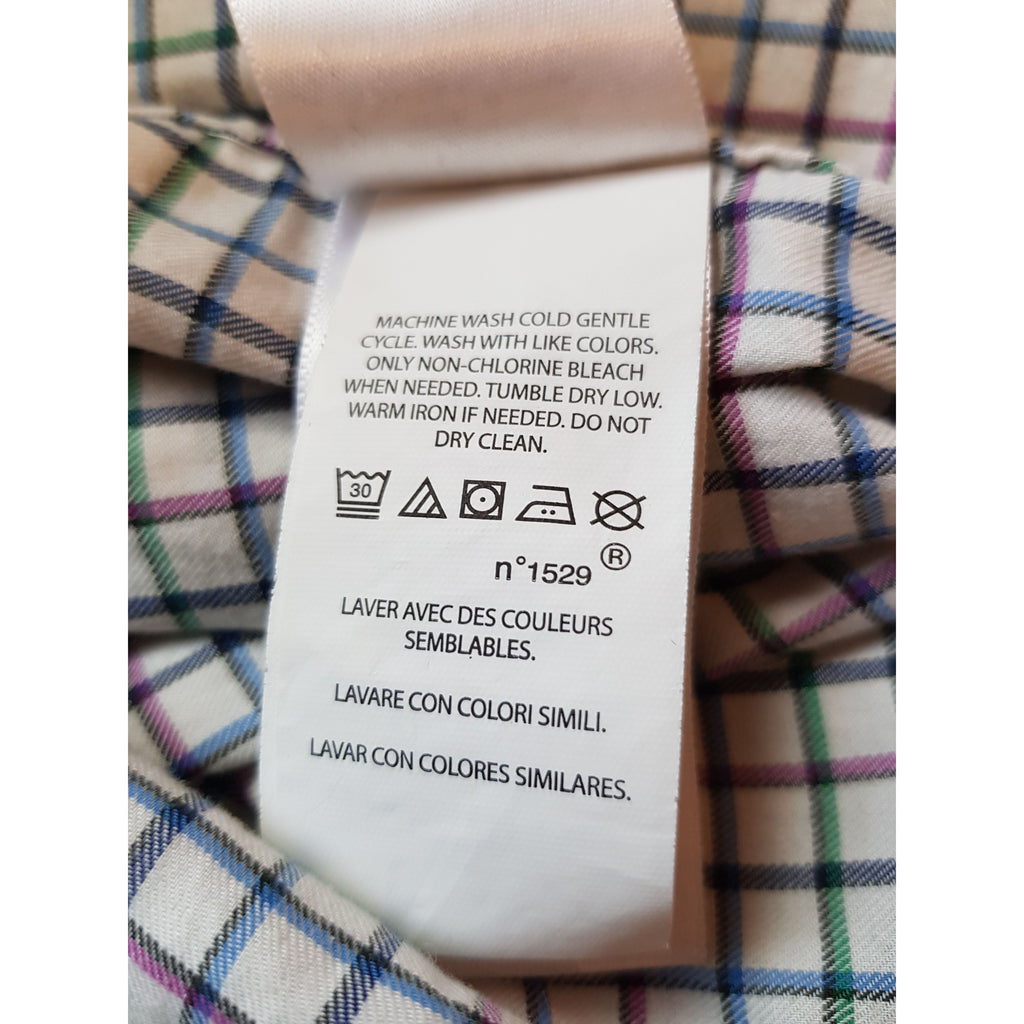 MACHINE WASH COLD GENTLE
CYCLE. WASH WITH LIKE COLORS.
ONLY NON-CHLORINE BLEACH
WHEN NEEDED. TUMBLE DRY LOW.
WARM IRON IF NEEDED. DO NOT
DRY CLEAN.
30
n°1529®
LAVER AVEC DES COULEURS
SEMBLABLES.
LAVARE CON COLORI SIMILI.
LAVAR CON COLORES SIMILARES.